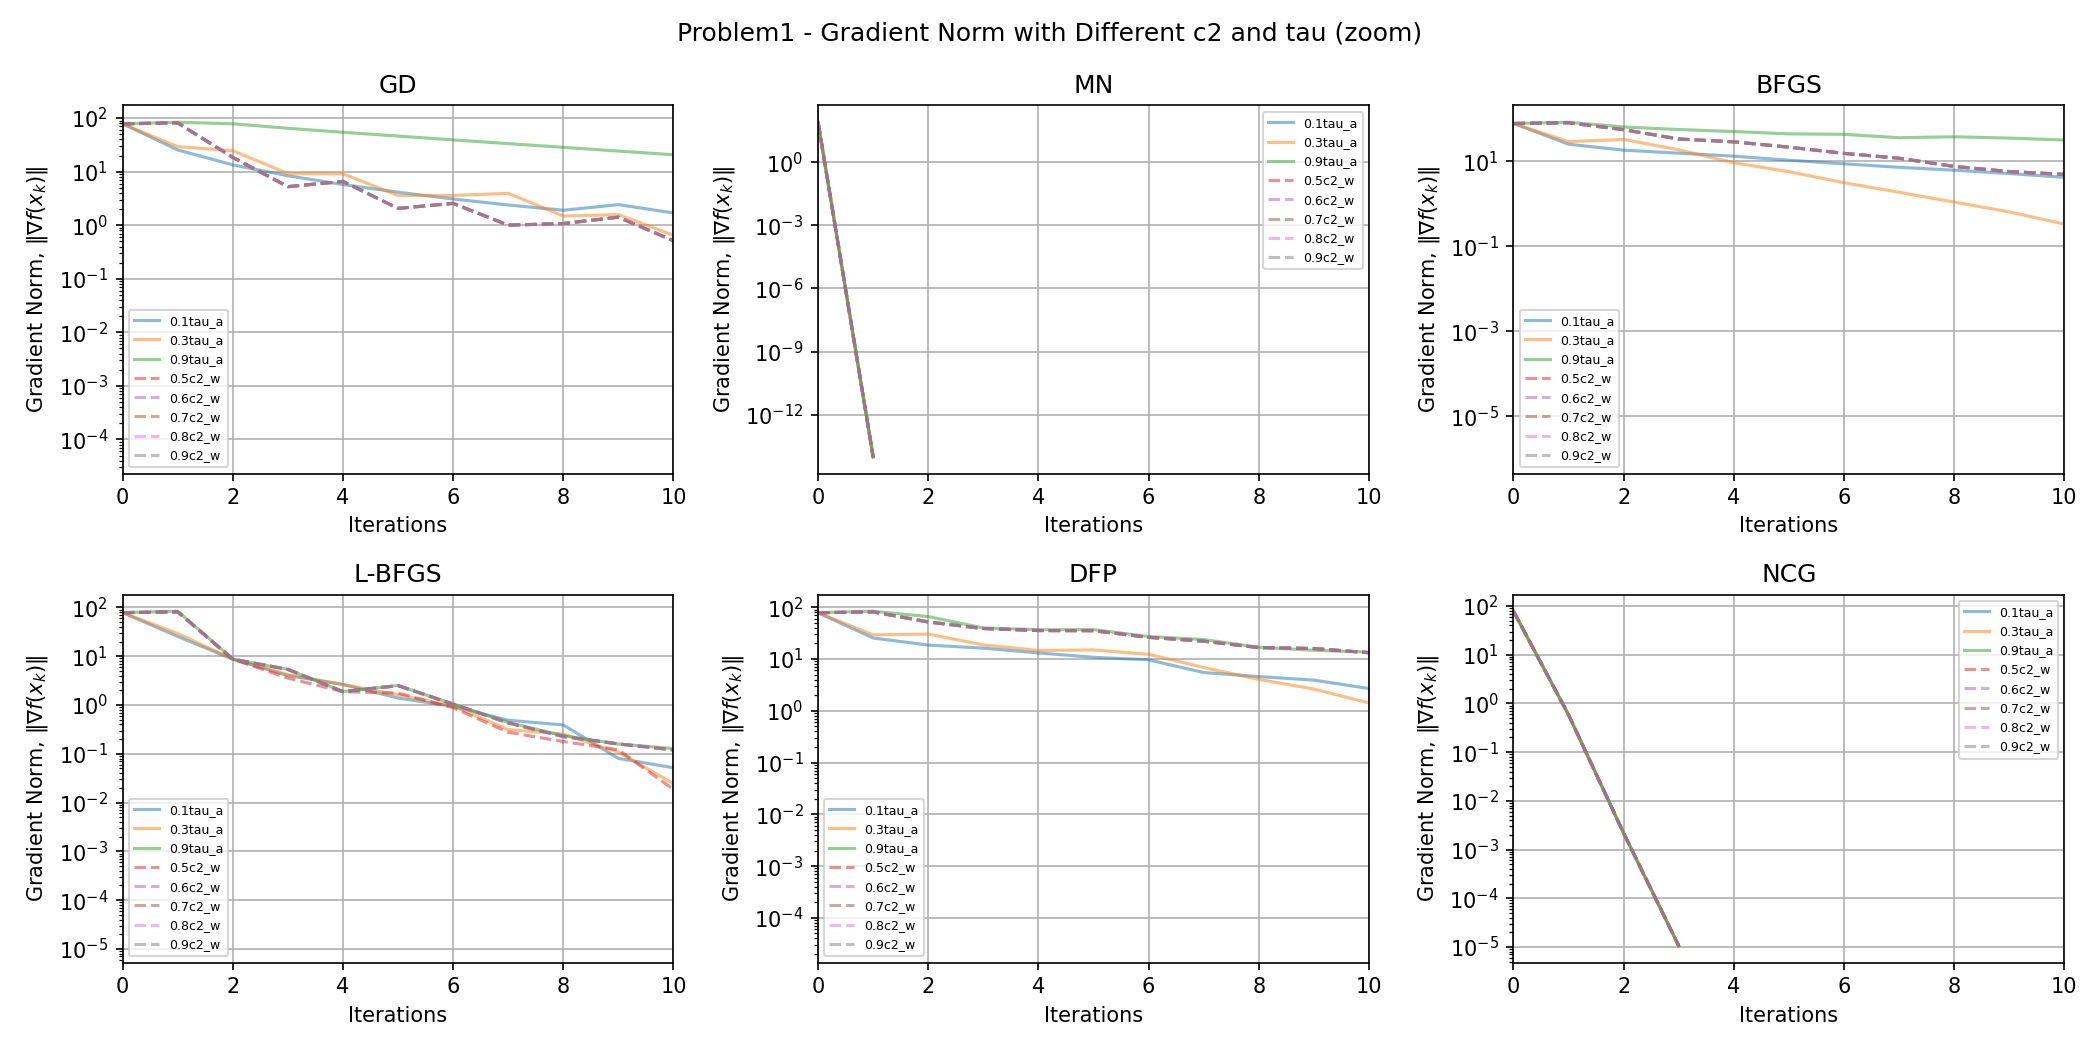 Problem1 - Gradient Norm with Different c2 and tau (zoom)
GD
Gradient Norm, ‖∇f(x_k)‖
10^2
10^1
10^0
10^−1
10^−2
10^−3
10^−4
0.1tau_a
0.3tau_a
0.9tau_a
0.5c2_w
0.6c2_w
0.7c2_w
0.8c2_w
0.9c2_w
0 2 4 6 8 10
Iterations
MN
Gradient Norm, ‖∇f(x_k)‖
10^0
10^−3
10^−6
10^−9
10^−12
0.1tau_a
0.3tau_a
0.9tau_a
0.5c2_w
0.6c2_w
0.7c2_w
0.8c2_w
0.9c2_w
0 2 4 6 8 10
Iterations
BFGS
Gradient Norm, ‖∇f(x_k)‖
10^1
10^−1
10^−3
10^−5
0.1tau_a
0.3tau_a
0.9tau_a
0.5c2_w
0.6c2_w
0.7c2_w
0.8c2_w
0.9c2_w
0 2 4 6 8 10
Iterations
L-BFGS
Gradient Norm, ‖∇f(x_k)‖
10^2
10^1
10^0
10^−1
10^−2
10^−3
10^−4
10^−5
0.1tau_a
0.3tau_a
0.9tau_a
0.5c2_w
0.6c2_w
0.7c2_w
0.8c2_w
0.9c2_w
0 2 4 6 8 10
Iterations
DFP
Gradient Norm, ‖∇f(x_k)‖
10^2
10^1
10^0
10^−1
10^−2
10^−3
10^−4
0.1tau_a
0.3tau_a
0.9tau_a
0.5c2_w
0.6c2_w
0.7c2_w
0.8c2_w
0.9c2_w
0 2 4 6 8 10
Iterations
NCG
Gradient Norm, ‖∇f(x_k)‖
10^2
10^1
10^0
10^−1
10^−2
10^−3
10^−4
10^−5
0.1tau_a
0.3tau_a
0.9tau_a
0.5c2_w
0.6c2_w
0.7c2_w
0.8c2_w
0.9c2_w
0 2 4 6 8 10
Iterations